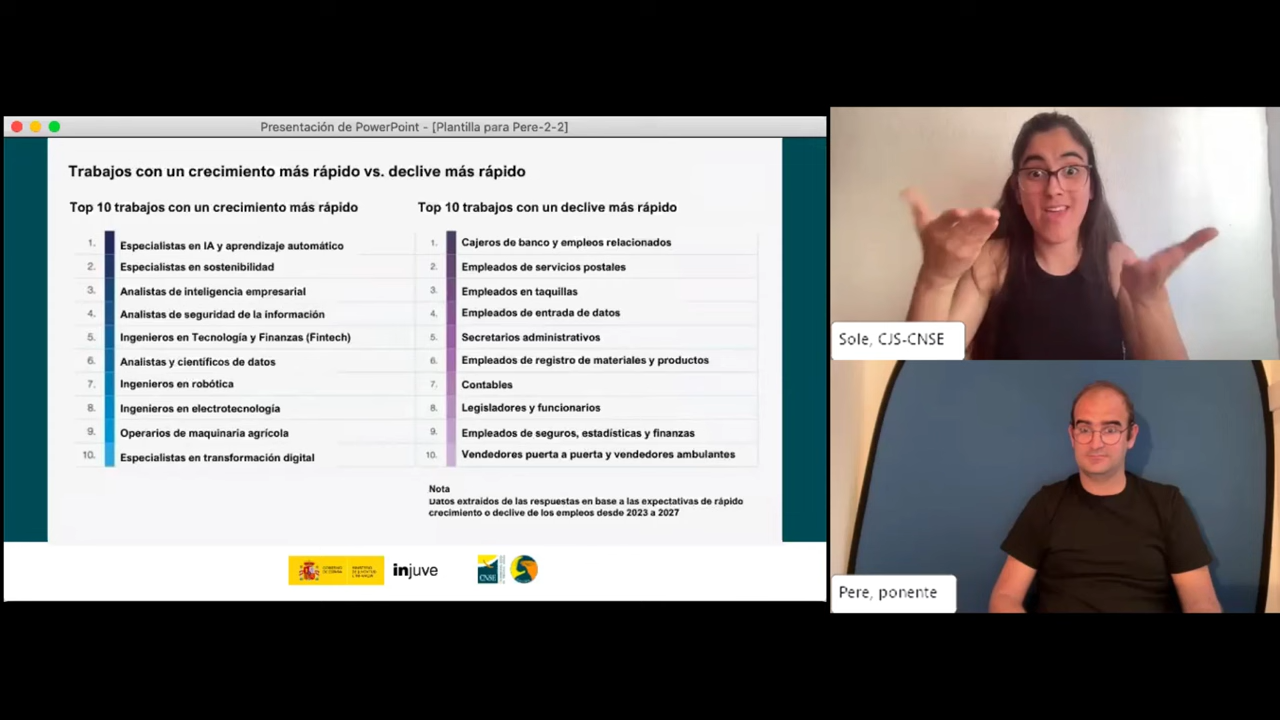 Presentación de PowerPoint - [Plantilla para Pere-2-2]
Trabajos con un crecimiento más rápido vs. declive más rápido
Top 10 trabajos con un crecimiento más rápido
1. Especialistas en IA y aprendizaje automático
2. Especialistas en sostenibilidad
3. Analistas de inteligencia empresarial
4. Analistas de seguridad de la información
5. Ingenieros en Tecnología y Finanzas (Fintech)
6. Analistas y científicos de datos
7. Ingenieros en robótica
8. Ingenieros en electrotecnología
9. Operarios de maquinaria agrícola
10. Especialistas en transformación digital
Top 10 trabajos con un declive más rápido
1. Cajeros de banco y empleos relacionados
2. Empleados de servicios postales
3. Empleados en taquillas
4. Empleados de entrada de datos
5. Secretarios administrativos
6. Empleados de registro de materiales y productos
7. Contables
8. Legisladores y funcionarios
9. Empleados de seguros, estadísticas y finanzas
10. Vendedores puerta a puerta y vendedores ambulantes
Nota
Datos extraidos de las respuestas en base a las expectativas de rápido
crecimiento o declive de los empleos desde 2023 a 2027
injuve
CNSE
Sole, CJS-CNSE
Pere, ponente